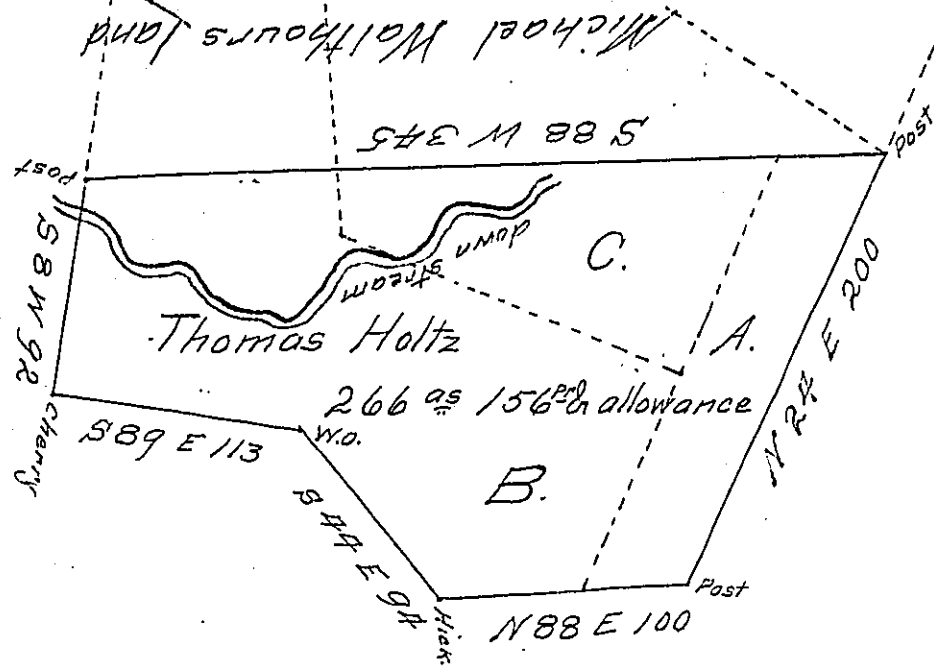 Michael Walthours land
S 88 W 345
Post
Post
S 8 W 92
down stream
C.
Thomas Holtz
A.
N 24 E 200
266 as 156 prs & allowance
Cherry
S 89 E 113
W.O.
B.
S 44 E 94
Hick.
N 88 E 100
Post